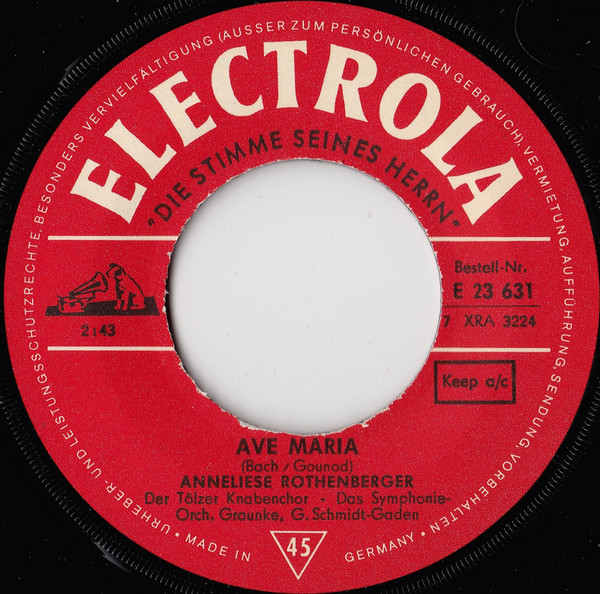 URHEBER- UND LEISTUNGSSCHUTZRECHTE, BESONDERS VERVIELFÄLTIGUNG (AUSSER ZUM PERSÖNLICHEN GEBRAUCH), VERMIETUNG, AUFFÜHRUNG, SENDUNG, VORBEHALTEN
ELECTROLA
"DIE STIMME SEINES HERRN"
2:43
Bestell-Nr.
E 23 631
7 XRA 3224
Keep a/c
AVE MARIA
(Bach/Gounod)
ANNELIESE ROTHENBERGER
Der Tölzer Knabenchor - Das Symphonie-
Orch. Graunke, G. Schmidt-Gaden
• MADE IN
45
GERMANY •